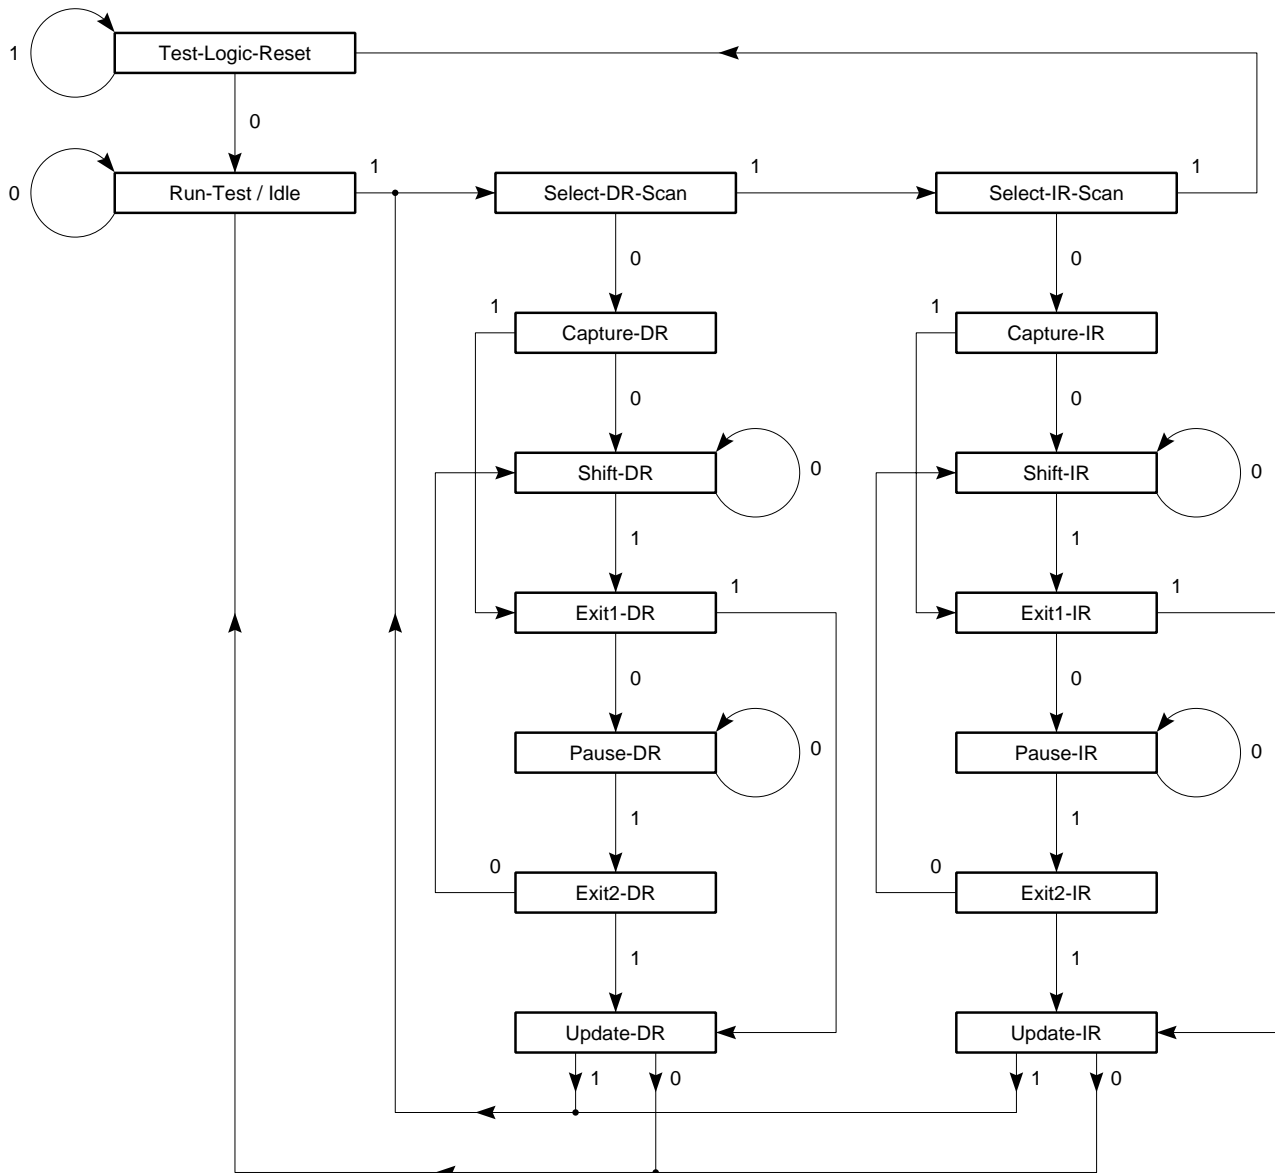 Test-Logic-Reset
1
0
Run-Test / Idle
0
1
Select-DR-Scan
1
Select-IR-Scan
1
0
0
1
Capture-DR
1
Capture-IR
0
0
Shift-DR
0
Shift-IR
0
1
1
Exit1-DR
1
Exit1-IR
1
0
0
Pause-DR
0
Pause-IR
0
1
1
0
Exit2-DR
0
Exit2-IR
1
1
Update-DR
Update-IR
1
0
1
0